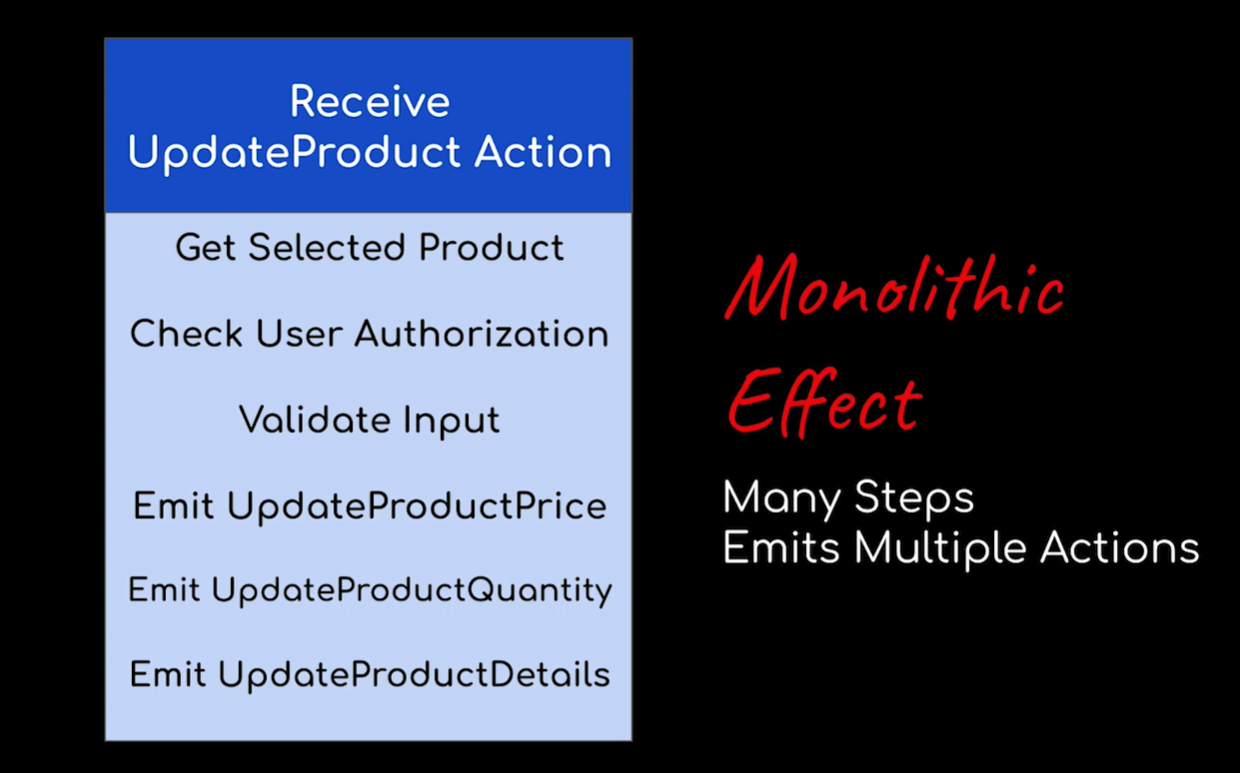 Receive
UpdateProduct Action
Get Selected Product
Check User Authorization
Validate Input
Emit UpdateProductPrice
Emit UpdateProductQuantity
Emit UpdateProductDetails
Monolithic
Effect
Many Steps
Emits Multiple Actions